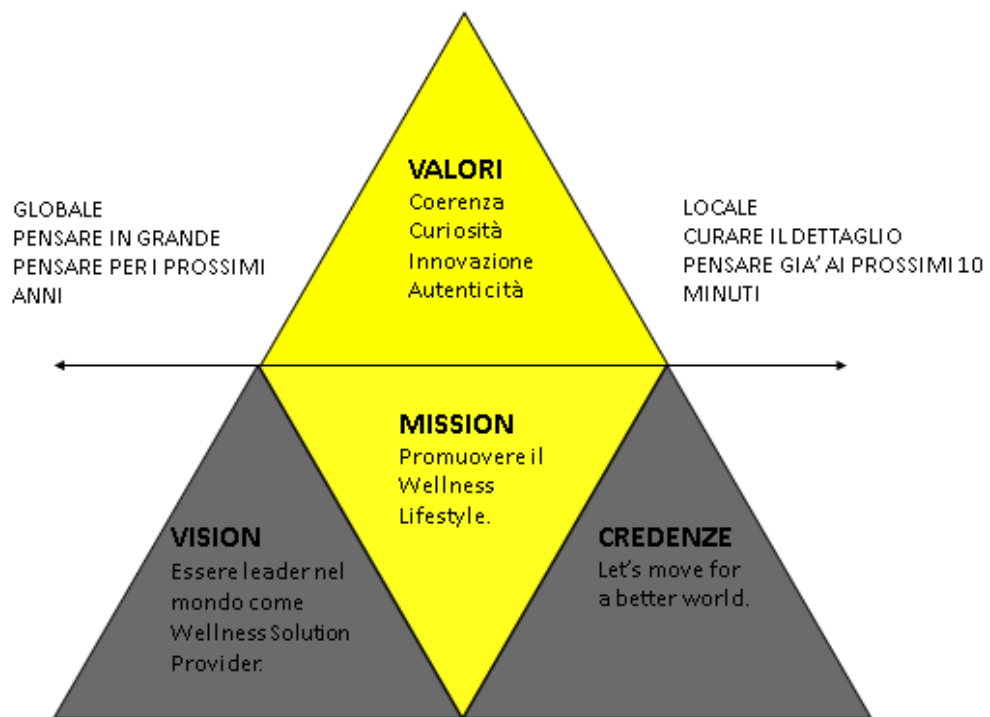 VALORI
Coerenza
Curiosità
Innovazione
Autenticità
GLOBALE
PENSARE IN GRANDE
PENSARE PER I PROSSIMI
ANNI
LOCALE
CURARE IL DETTAGLIO
PENSARE GIA’ AI PROSSIMI 10
MINUTI
MISSION
Promuovere il
Wellness
Lifestyle.
VISION
Essere leader nel
mondo come
Wellness Solution
Provider.
CREDENZE
Let’s move for
a better world.